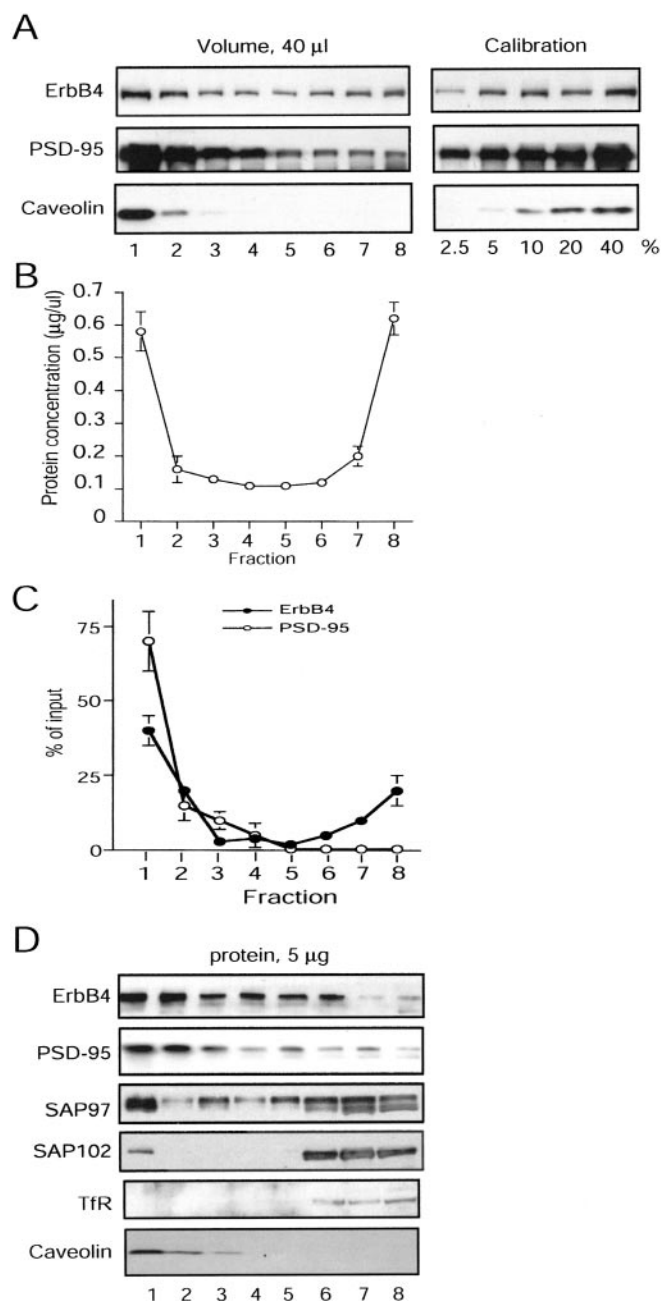 A
Volume, 40 µl
Calibration
ErbB4
PSD-95
Caveolin
1 2 3 4 5 6 7 8
2.5 5 10 20 40 %
B
Protein concentration (µg/ul)
0.7
0.6
0.5
0.4
0.3
0.2
0.1
0
1 2 3 4 5 6 7 8
Fraction
C
ErbB4
PSD-95
% of input
75
50
25
0
1 2 3 4 5 6 7 8
Fraction
D
protein, 5 µg
ErbB4
PSD-95
SAP97
SAP102
TfR
Caveolin
1 2 3 4 5 6 7 8